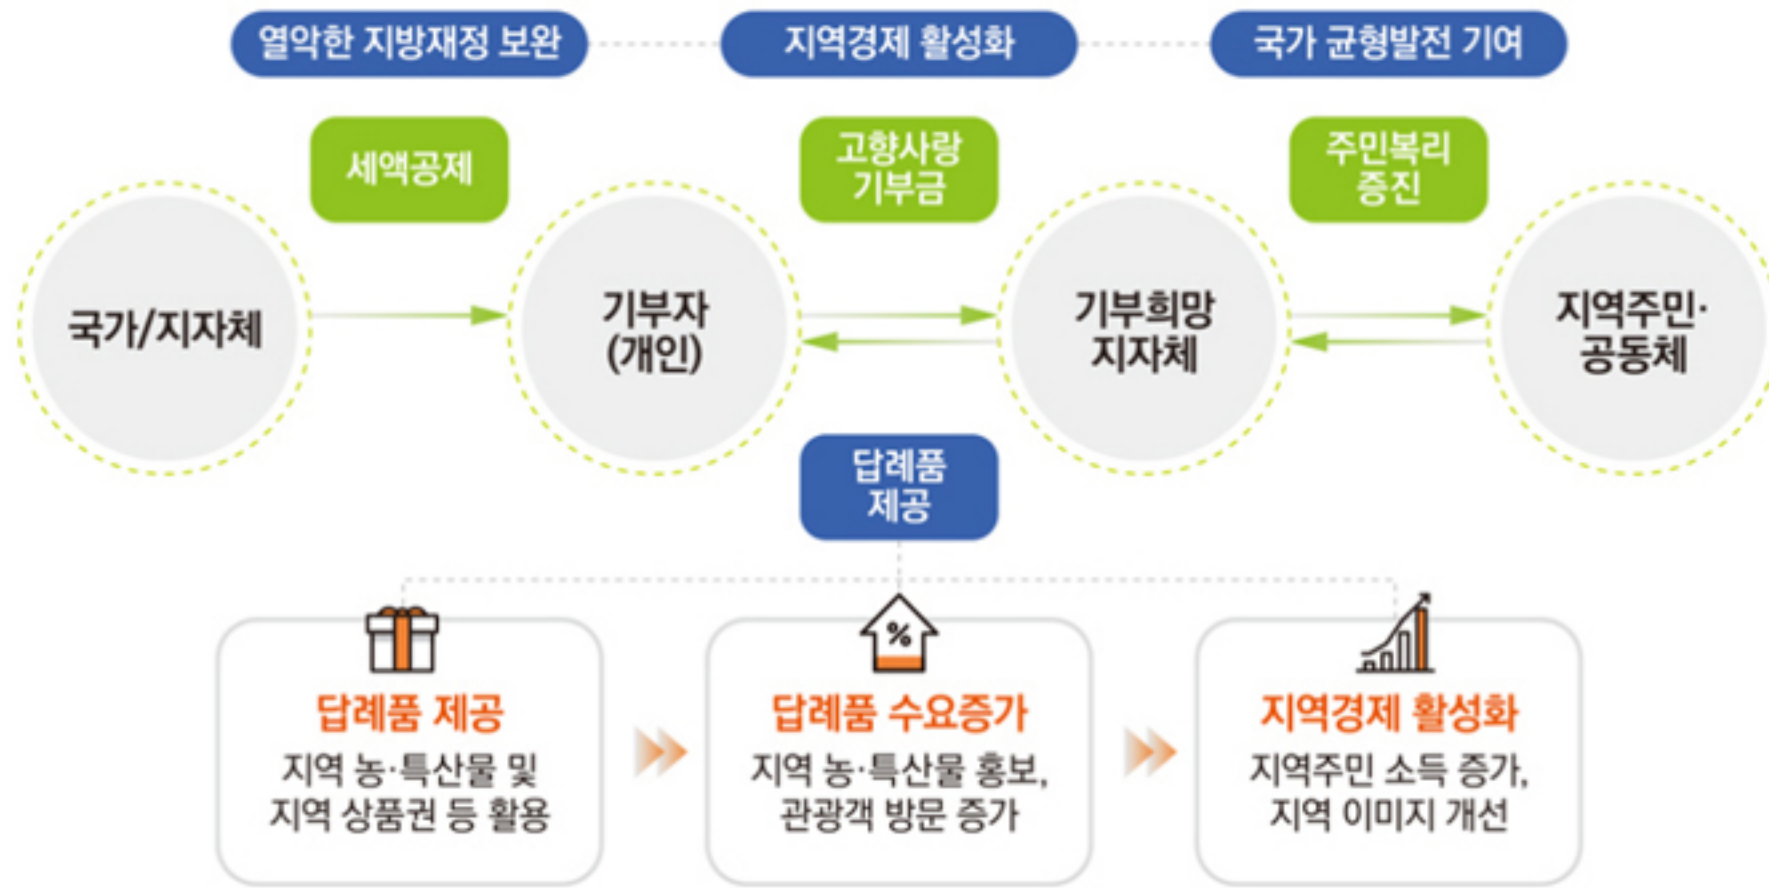 열악한 지방재정 보완
지역경제 활성화
국가 균형발전 기여
세액공제
고향사랑
기부금
주민복리
증진
국가/지자체
기부자
(개인)
기부희망
지자체
지역주민·
공동체
답례품
제공
%
답례품 제공
지역 농·특산물 및
지역 상품권 등 활용
답례품 수요증가
지역 농·특산물 홍보,
관광객 방문 증가
지역경제 활성화
지역주민 소득 증가,
지역 이미지 개선